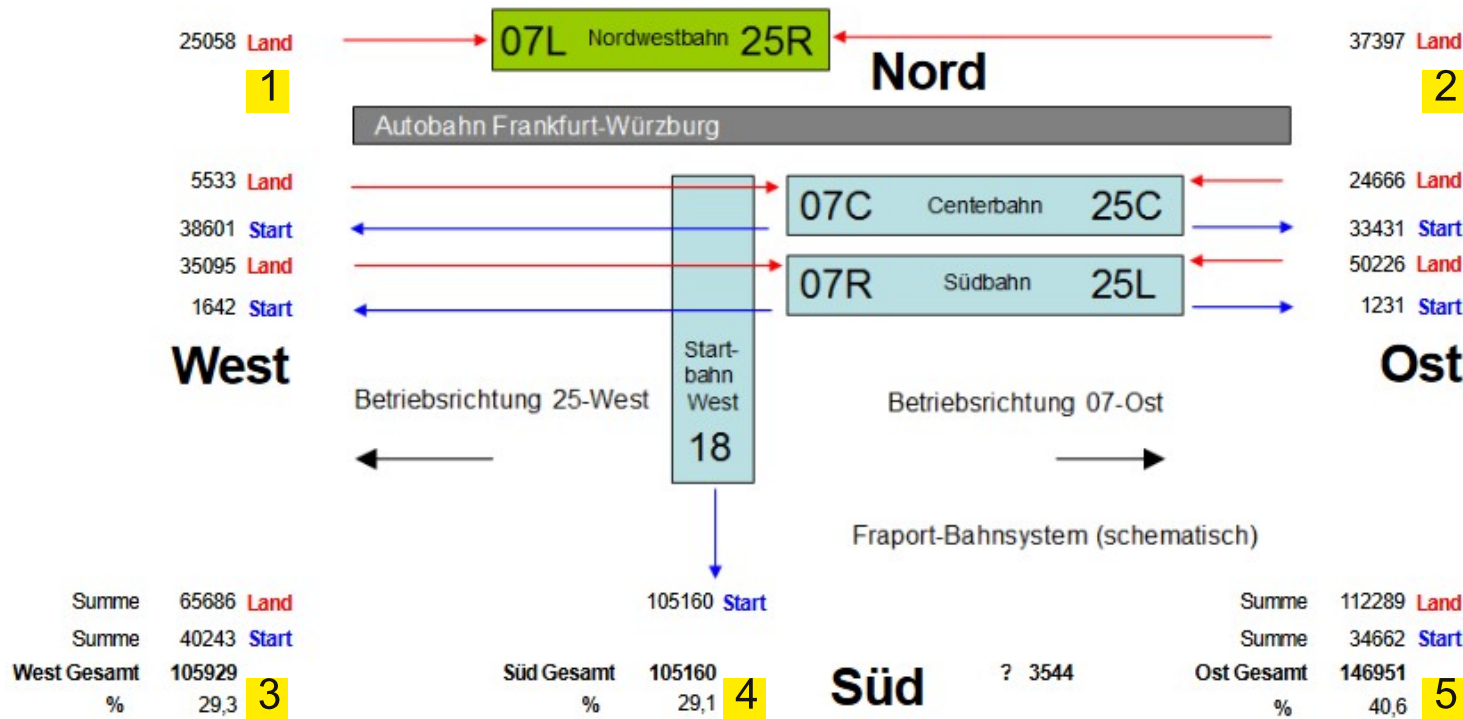 25058 Land 07L Nordwestbahn 25R 37397 Land
1 Nord 2
Autobahn Frankfurt-Würzburg
5533 Land 07C Centerbahn 25C 24666 Land
38601 Start 33431 Start
35095 Land 07R Südbahn 25L 50226 Land
1642 Start 1231 Start
West Ost
Start-
bahn
West
18
Betriebsrichtung 25-West Betriebsrichtung 07-Ost
Fraport-Bahnsystem (schematisch)
Summe 65686 Land 105160 Start Summe 112289 Land
Summe 40243 Start Summe 34662 Start
West Gesamt 105929 Süd Gesamt 105160 Süd ? 3544 Ost Gesamt 146951
% 29,3 3 % 29,1 4 % 40,6 5